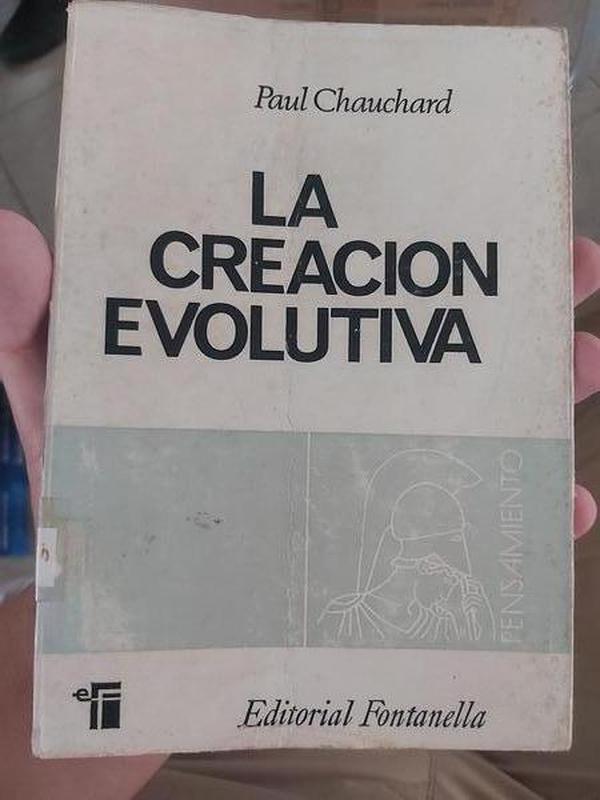 Paul Chauchard
LA
CREACION
EVOLUTIVA
PENSAMIENTO
Editorial Fontanella